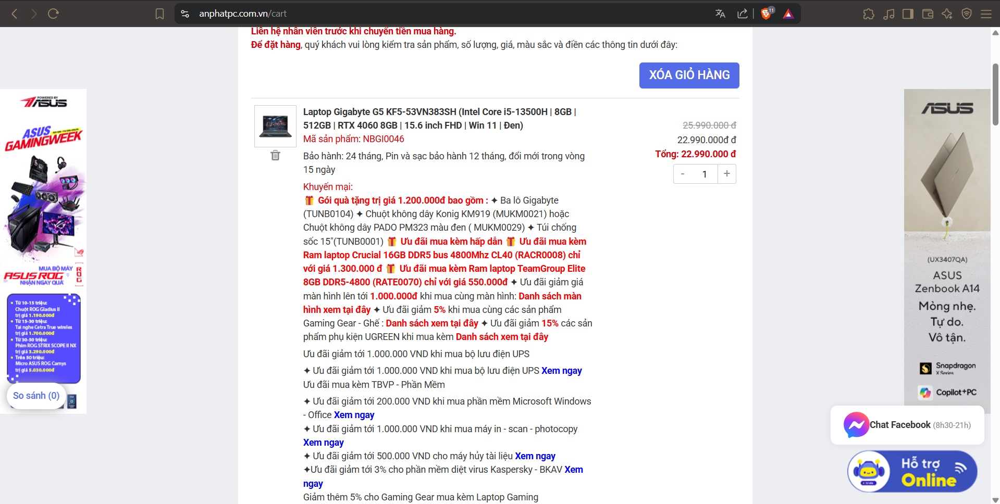 anphatpc.com.vn/cart
11
Liên hệ nhân viên trước khi chuyển tiền mua hàng.
Để đặt hàng, quý khách vui lòng kiểm tra sản phẩm, số lượng, giá, màu sắc và điền các thông tin dưới đây:
XÓA GIỎ HÀNG
Laptop Gigabyte G5 KF5-53VN383SH (Intel Core i5-13500H | 8GB |
512GB | RTX 4060 8GB | 15.6 inch FHD | Win 11 | Đen)
Mã sản phẩm: NBGI0046
Bảo hành: 24 tháng, Pin và sạc bảo hành 12 tháng, đổi mới trong vòng
15 ngày
25.990.000 đ
22.990.000đ đ
Tổng: 22.990.000 đ
- 1 +
Khuyến mại:
🎁 Gói quà tặng trị giá 1.200.000đ bao gồm : ✦ Ba lô Gigabyte
(TUNB0104) ✦ Chuột không dây Konig KM919 (MUKM0021) hoặc
Chuột không dây PADO PM323 màu đen ( MUKM0029) ✦ Túi chống
sốc 15"(TUNB0001) 🎁 Ưu đãi mua kèm hấp dẫn 🎁 Ưu đãi mua kèm
Ram laptop Crucial 16GB DDR5 bus 4800Mhz CL40 (RACR0008) chỉ
với giá 1.300.000 đ 🎁 Ưu đãi mua kèm Ram laptop TeamGroup Elite
8GB DDR5-4800 (RATE0070) chỉ với giá 550.000đ ✦ Ưu đãi giảm giá
màn hình lên tới 1.000.000đ khi mua cùng màn hình: Danh sách màn
hình xem tại đây ✦ Ưu đãi giảm 5% khi mua cùng các sản phẩm
Gaming Gear - Ghế : Danh sách xem tại đây ✦ Ưu đãi giảm 15% các sản
phẩm phụ kiện UGREEN khi mua kèm Danh sách xem tại đây
Ưu đãi giảm tới 1.000.000 VND khi mua bộ lưu điện UPS
✦ Ưu đãi giảm tới 1.000.000 VND khi mua bộ lưu điện UPS Xem ngay
Ưu đãi mua kèm TBVP - Phần Mềm
✦ Ưu đãi giảm tới 200.000 VND khi mua phần mềm Microsoft Windows
- Office Xem ngay
✦ Ưu đãi giảm tới 1.000.000 VND khi mua máy in - scan - photocopy
Xem ngay
✦ Ưu đãi giảm tới 500.000 VND cho máy hủy tài liệu Xem ngay
✦Ưu đãi giảm tới 3% cho phần mềm diệt virus Kaspersky - BKAV Xem
ngay
Giảm thêm 5% cho Gaming Gear mua kèm Laptop Gaming
POWERED BY
ASUS
ASUS
GAMINGWEEK
MUA BỘ MÁY
ASUS ROG
NHẬN NGAY QUÀ
ROG
• Từ 10-15 triệu:
Chuột ROG Gladius II
trị giá 1.190.000đ
• Từ 15-30 triệu:
Tai nghe Cetra True wireles
trị giá 1.700.000đ
• Từ 30-50 triệu:
Phím ROG STRIX SCOPE II NX
trị giá 3.290.000đ
• Trên 50 triệu:
Micro ASUS ROG Carnyx
trị giá 5.030.000đ
So sánh (0)
ASUS
(UX3407QA)
ASUS
Zenbook A14
Mỏng nhẹ.
Tự do.
Vô tận.
Snapdragon
X Series
Copilot+PC
Chat Facebook (8h30-21h)
Hỗ trợ
Online
TƯ VẤN